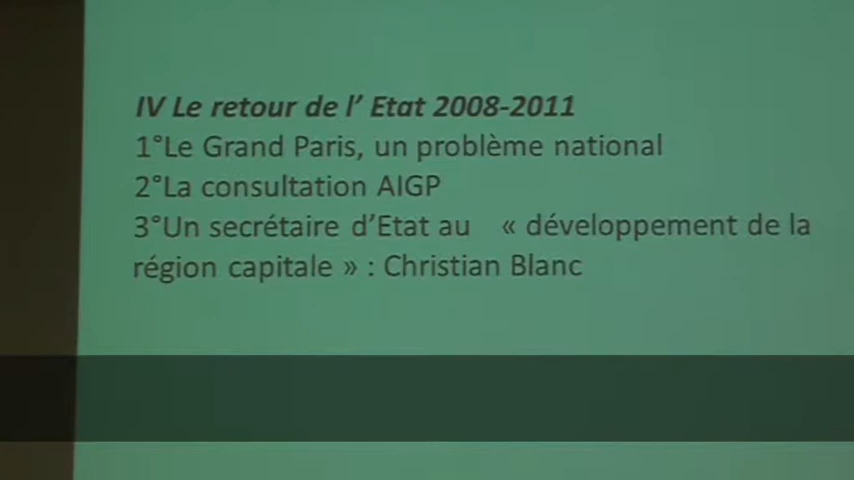 IV Le retour de l' Etat 2008-2011
1°Le Grand Paris, un problème national
2°La consultation AIGP
3°Un secrétaire d'Etat au « développement de la
région capitale » : Christian Blanc